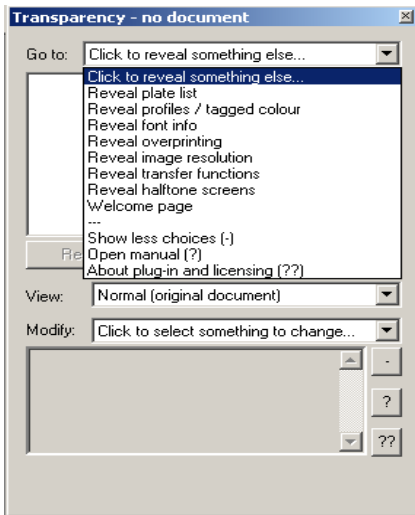 Transparency - no document
Go to: Click to reveal something else...
Click to reveal something else...
Reveal plate list
Reveal profiles / tagged colour
Reveal font info
Reveal overprinting
Reveal image resolution
Reveal transfer functions
Reveal halftone screens
Welcome page
---
Show less choices (-)
Open manual (?)
About plug-in and licensing (??)
View: Normal (original document)
Modify: Click to select something to change...
-
?
??